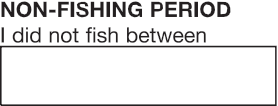 NON-FISHING PERIOD
I did not fish between